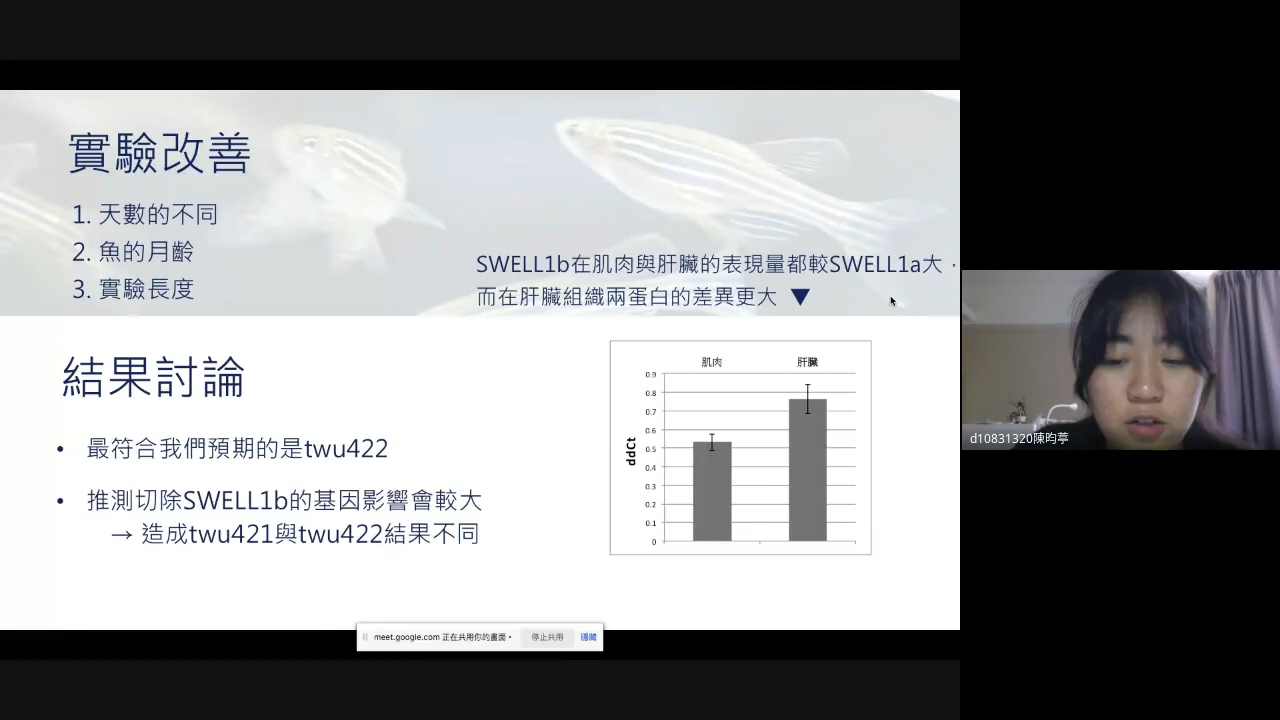 實驗改善
1. 天數的不同
2. 魚的月齡
3. 實驗長度
SWELL1b在肌肉與肝臟的表現量都較SWELL1a大，
而在肝臟組織兩蛋白的差異更大 ▼
結果討論
• 最符合我們預期的是twu422
• 推測切除SWELL1b的基因影響會較大
→ 造成twu421與twu422結果不同
肌肉 肝臟
ddCt
0.9
0.8
0.7
0.6
0.5
0.4
0.3
0.2
0.1
0
d10831320陳昀葶
meet.google.com 正在共用你的畫面。 停止共用 隱藏